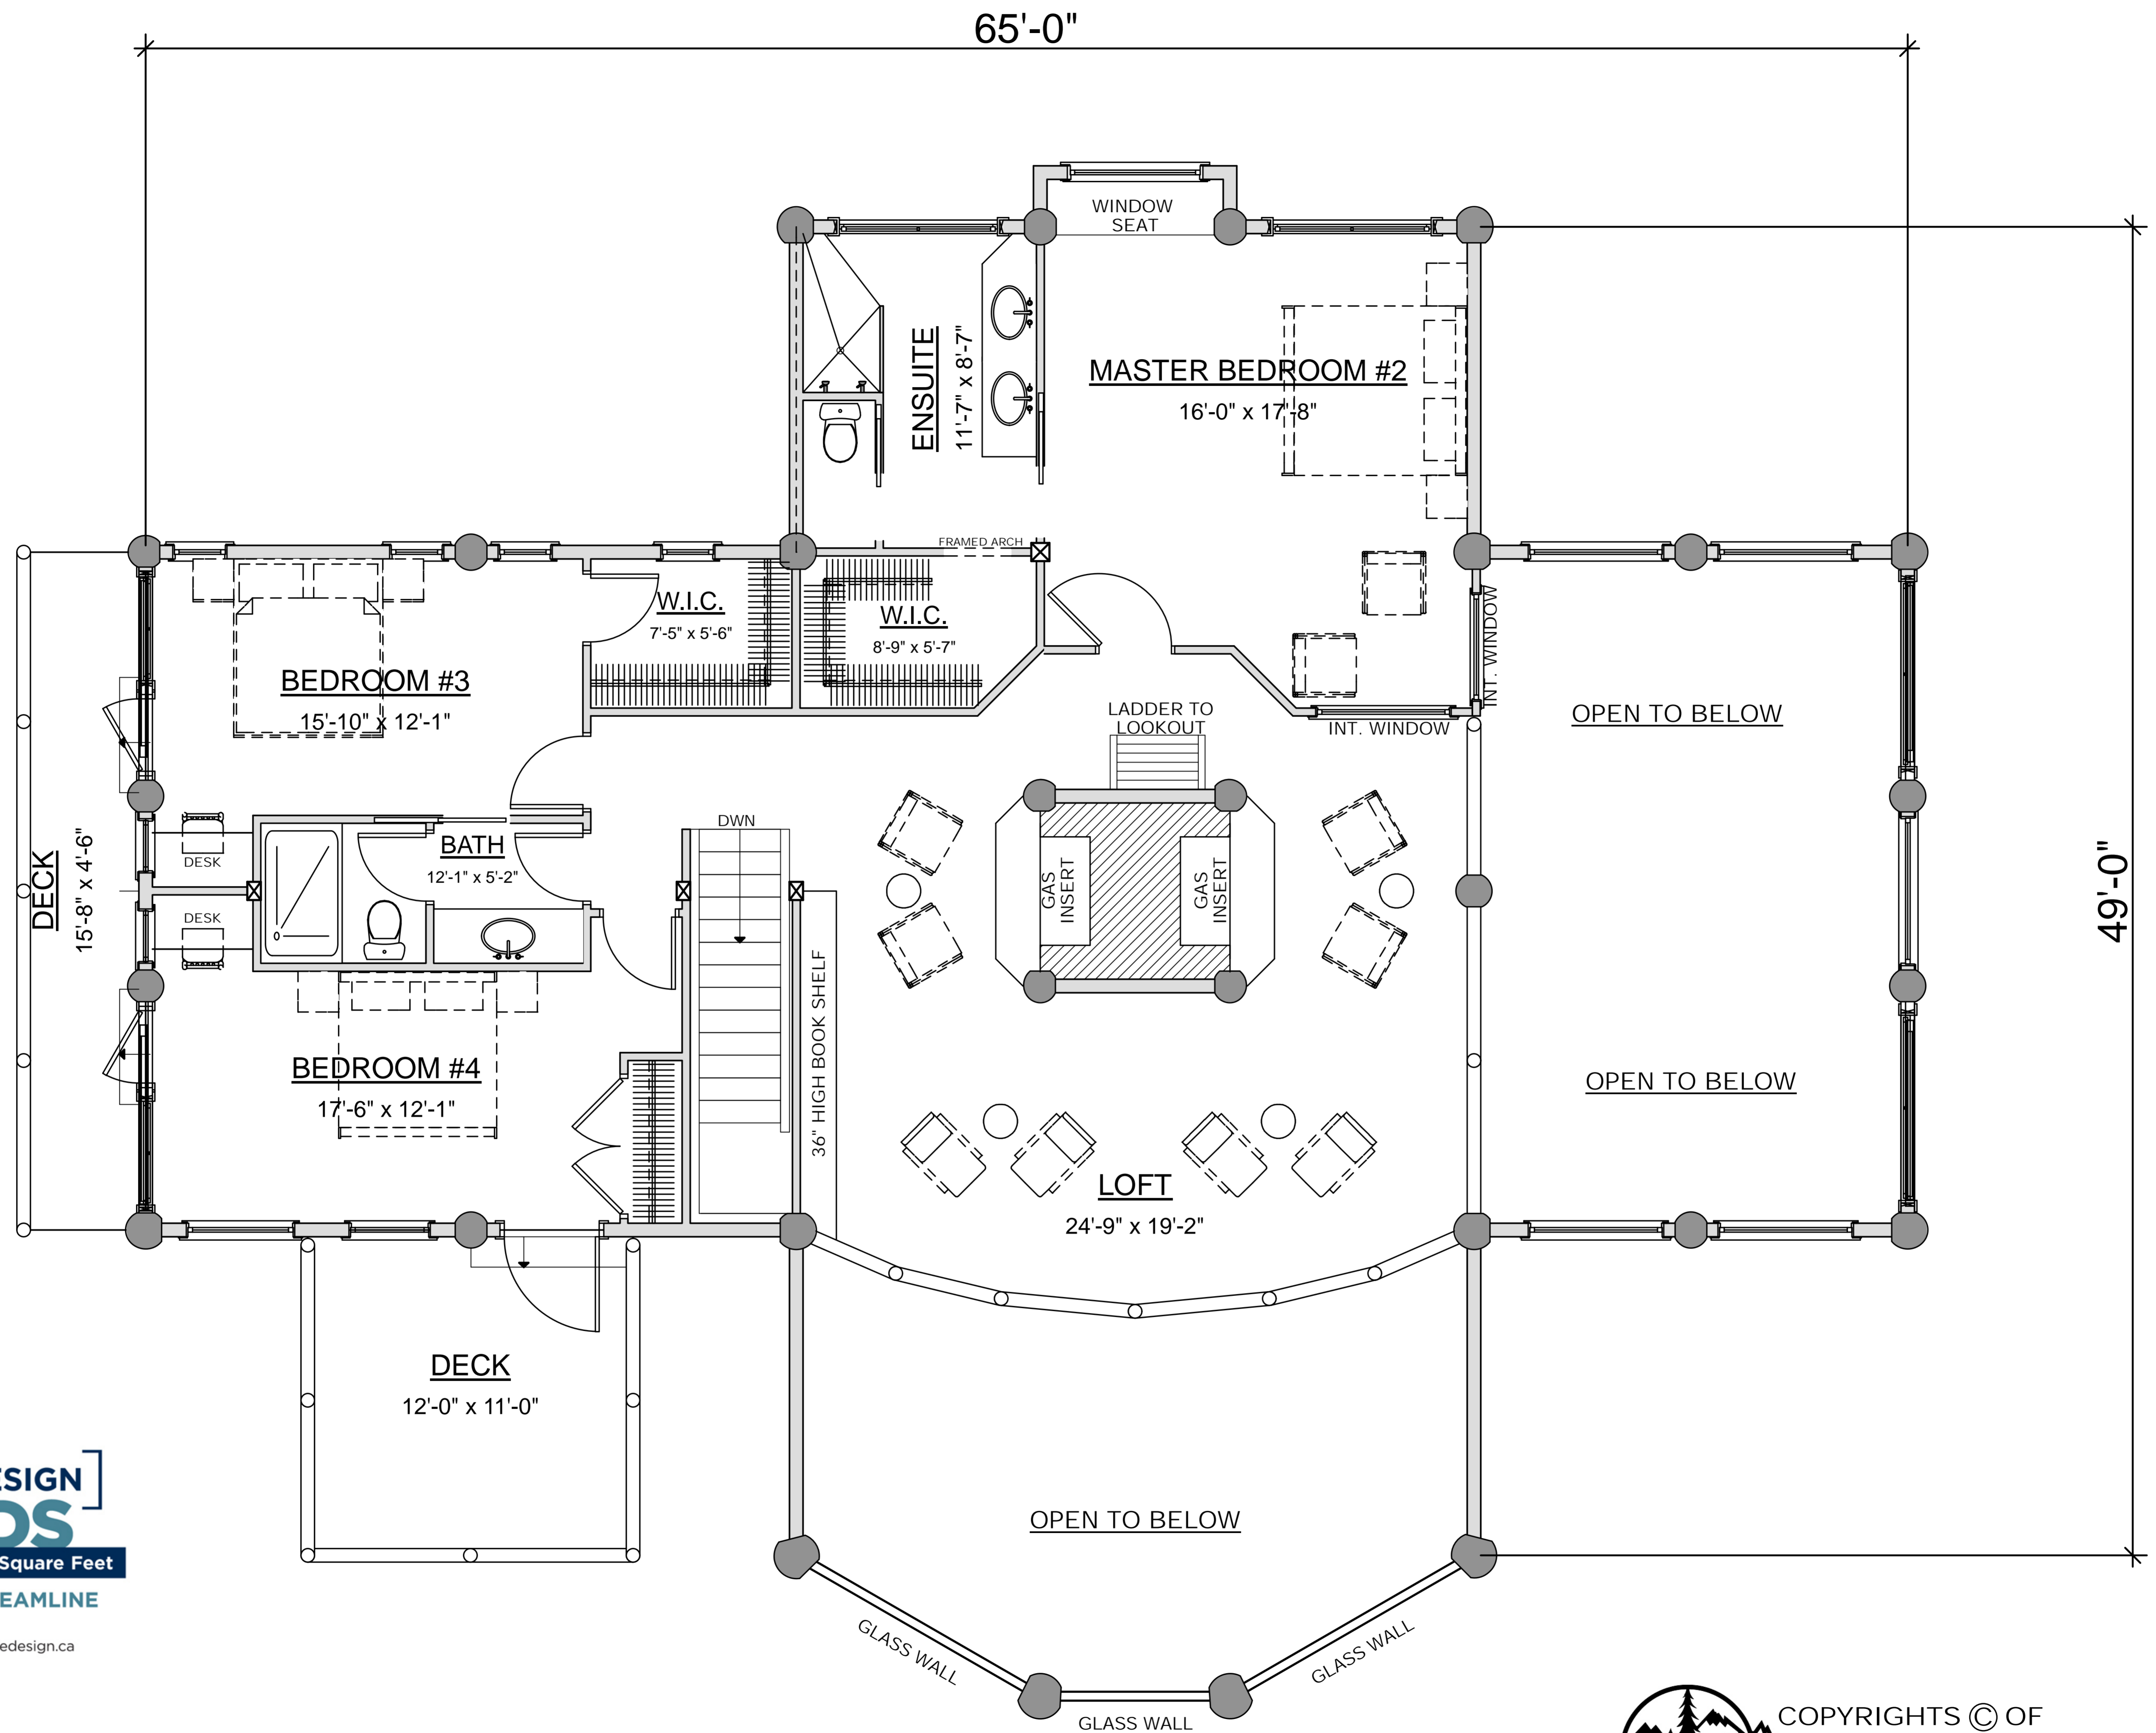 65'-0"
WINDOW
SEAT
ENSUITE
11'-7" x 8'-7"
MASTER BEDROOM #2
16'-0" x 17'-8"
FRAMED ARCH
W.I.C.
7'-5" x 5'-6"
W.I.C.
8'-9" x 5'-7"
INT. WINDOW
BEDROOM #3
15'-10" x 12'-1"
LADDER TO
LOOKOUT
INT. WINDOW
OPEN TO BELOW
DWN
BATH
12'-1" x 5'-2"
DESK
DESK
DECK
15'-8" x 4'-6"
GAS
INSERT
GAS
INSERT
49'-0"
36" HIGH BOOK SHELF
BEDROOM #4
17'-6" x 12'-1"
OPEN TO BELOW
LOFT
24'-9" x 19'-2"
DECK
12'-0" x 11'-0"
OPEN TO BELOW
GLASS WALL
GLASS WALL
GLASS WALL
ESIGN
DS
Square Feet
EAMLINE
edesign.ca
COPYRIGHTS © OF